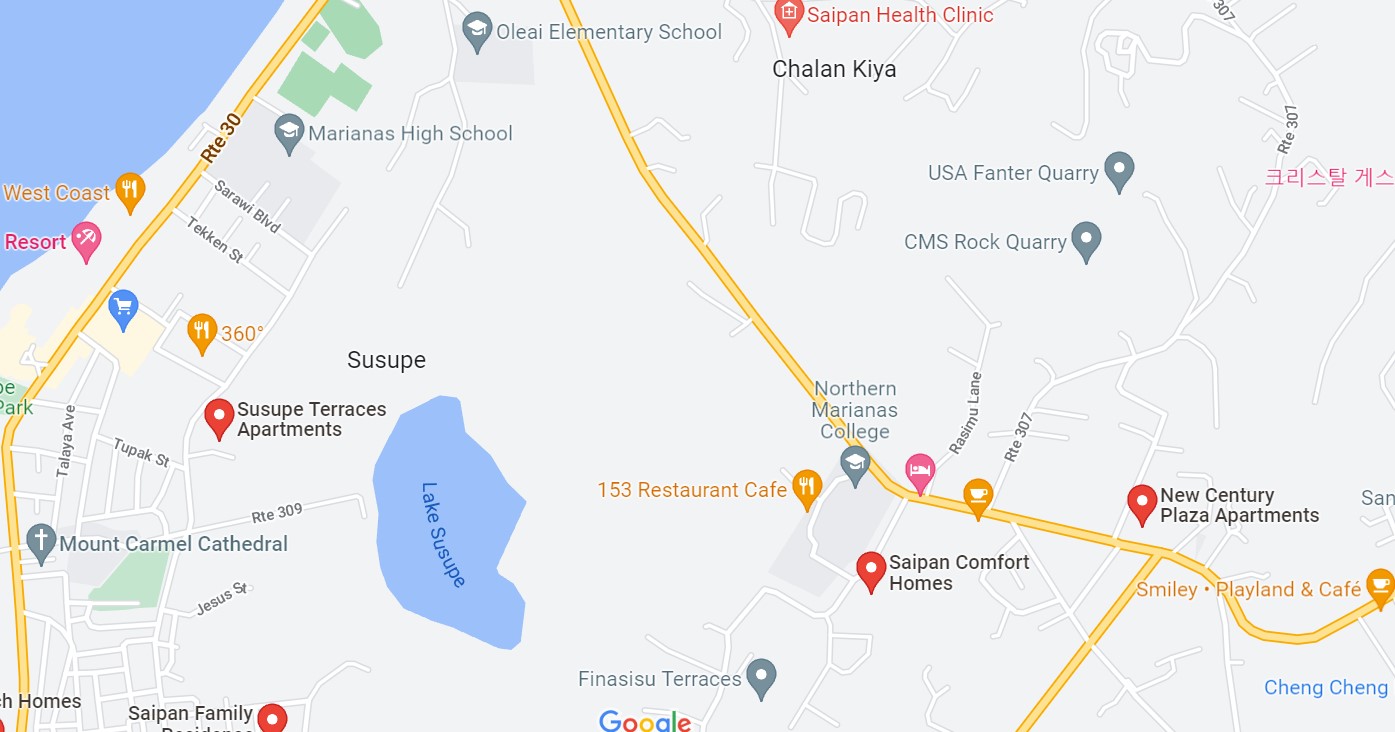 307
Saipan Health Clinic
Oleai Elementary School
Chalan Kiya
Rte 30
Marianas High School
Rte 307
USA Fanter Quarry
크리스탈 게스
West Coast
Sarawi Blvd
Tekken St
Resort
CMS Rock Quarry
360°
Susupe
Park
Susupe Terraces
Apartments
Talaya Ave
Tupak St
Northern
Marianas
College
Rasimu Lane
Rte 307
153 Restaurant Cafe
New Century
Plaza Apartments
San
Rte 309
Lake Susupe
Mount Carmel Cathedral
Saipan Comfort
Homes
Jesus St
Smiley • Playland & Café
Finasisu Terraces
Cheng Cheng
ch Homes
Saipan Family
Residence
Google